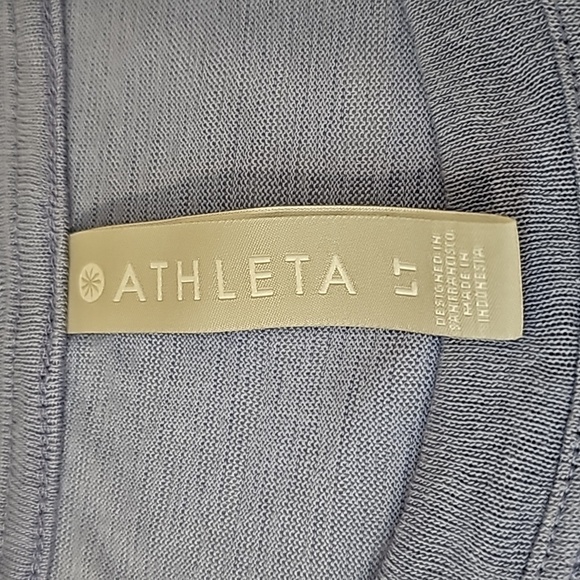 ATHLETA
LT
DESIGNED IN
SAN FRANCISCO.
MADE IN
INDONESIA.